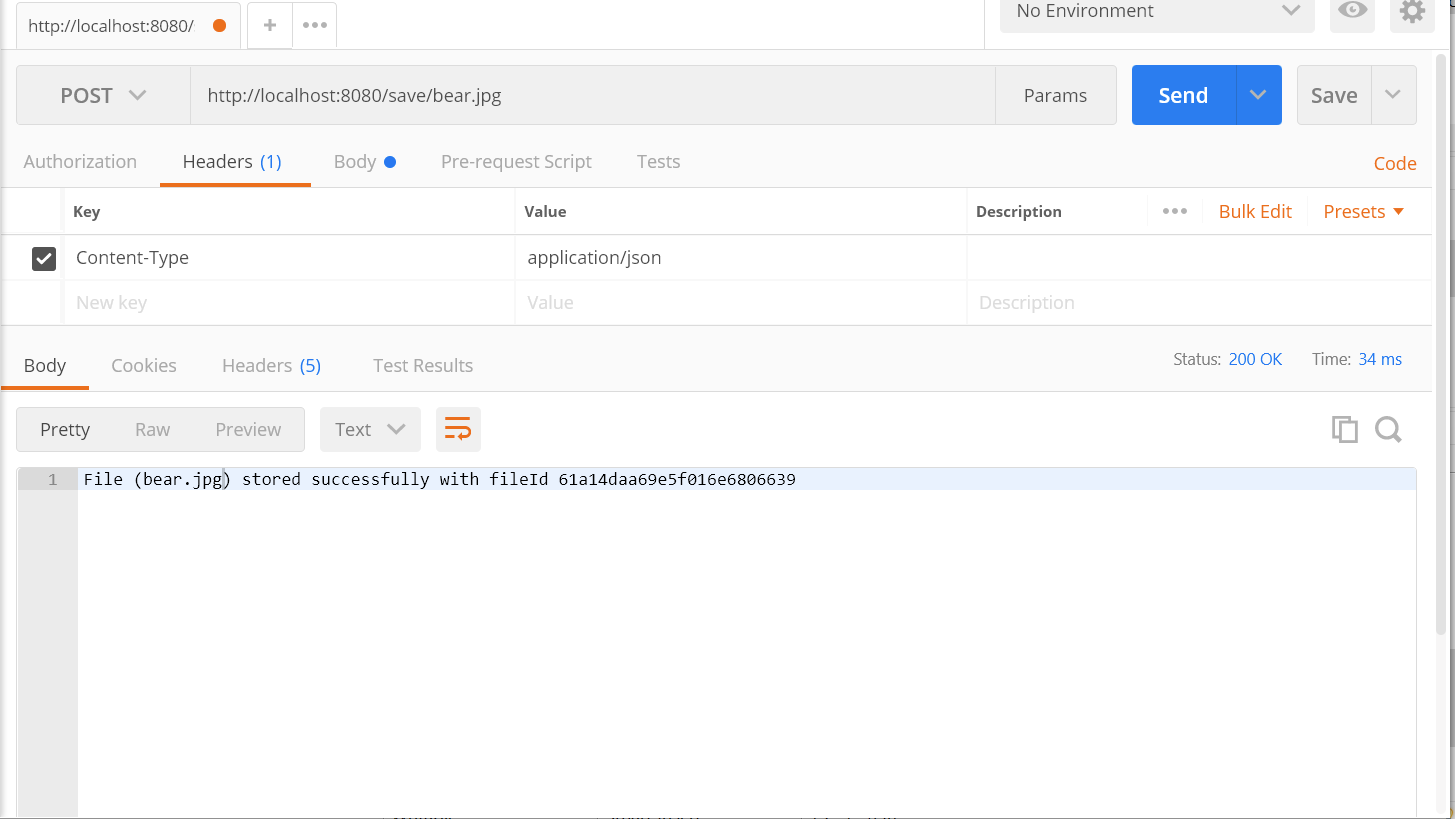 http://localhost:8080/
No Environment
POST http://localhost:8080/save/bear.jpg Params Send Save
Authorization Headers (1) Body Pre-request Script Tests Code
Key Value Description Bulk Edit Presets
Content-Type application/json
New key Value Description
Body Cookies Headers (5) Test Results Status: 200 OK Time: 34 ms
Pretty Raw Preview Text
1 File (bear.jpg) stored successfully with fileId 61a14daa69e5f016e6806639